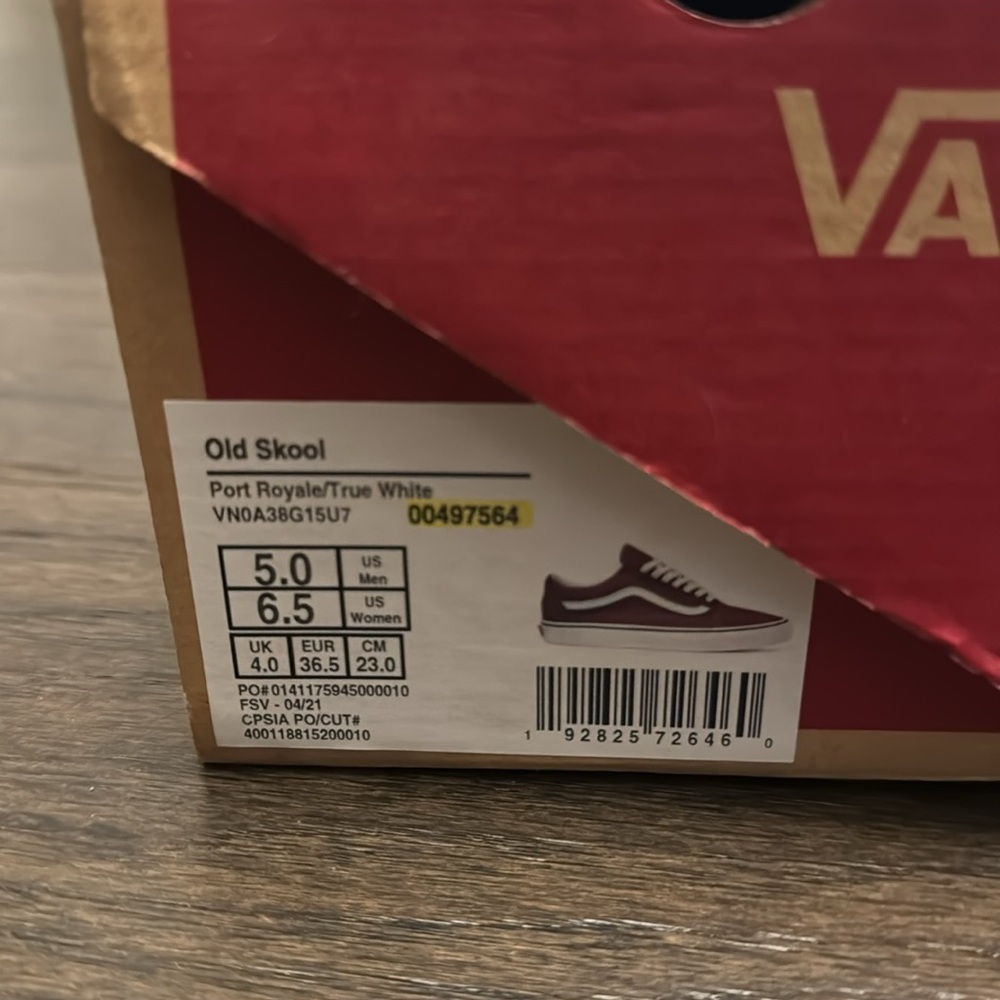 VA
Old Skool
Port Royale/True White
VN0A38G15U7 00497564
5.0 US Men
6.5 US Women
UK EUR CM
4.0 36.5 23.0
PO#0141175945000010
FSV - 04/21
CPSIA PO/CUT#
400118815200010
1 92825 72646 0